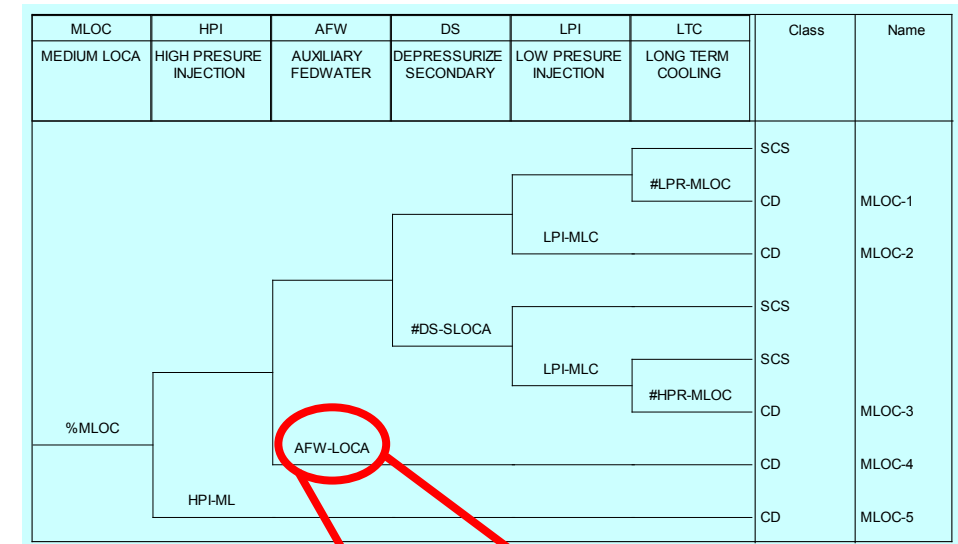 MLOC HPI AFW DS LPI LTC Class Name
MEDIUM LOCA HIGH PRESURE AUXILIARY DEPRESSURIZE LOW PRESURE LONG TERM
INJECTION FEDWATER SECONDARY INJECTION COOLING
SCS
#LPR-MLOC
CD MLOC-1
LPI-MLC
CD MLOC-2
SCS
#DS-SLOCA
SCS
LPI-MLC
#HPR-MLOC
CD MLOC-3
%MLOC
AFW-LOCA
CD MLOC-4
HPI-ML
CD MLOC-5